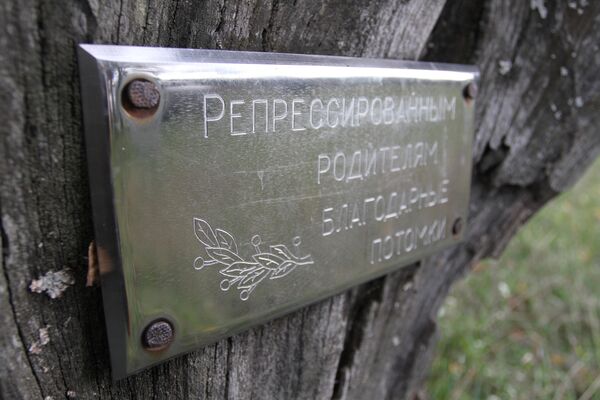 Репрессированным
родителям
благодарные
потомки